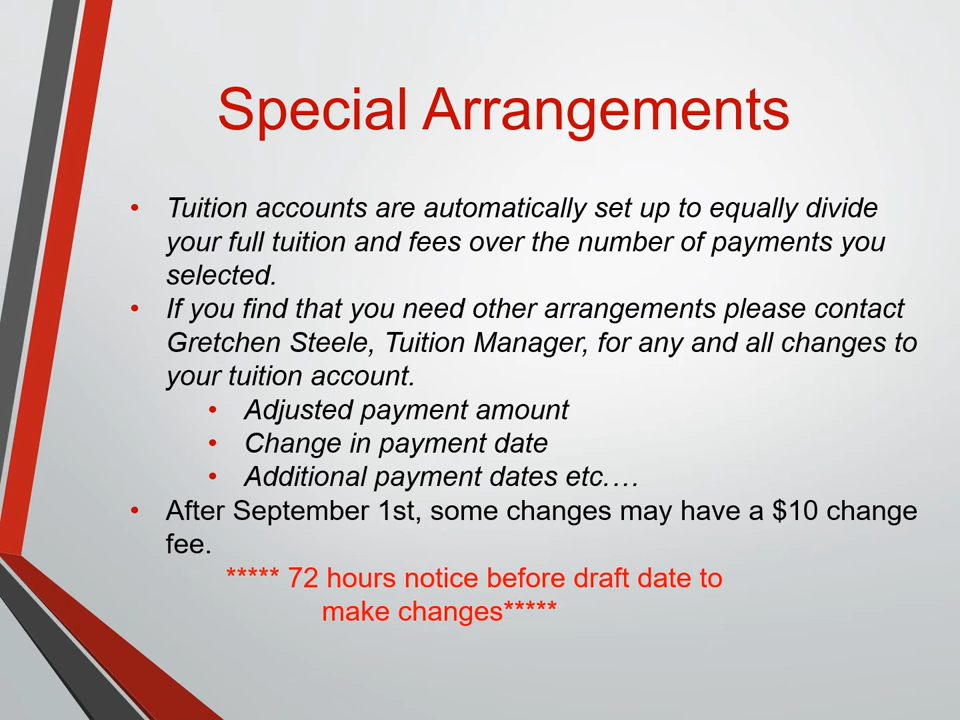 Special Arrangements
• Tuition accounts are automatically set up to equally divide
your full tuition and fees over the number of payments you
selected.
• If you find that you need other arrangements please contact
Gretchen Steele, Tuition Manager, for any and all changes to
your tuition account.
• Adjusted payment amount
• Change in payment date
• Additional payment dates etc.…
• After September 1st, some changes may have a $10 change
fee.
***** 72 hours notice before draft date to
make changes*****